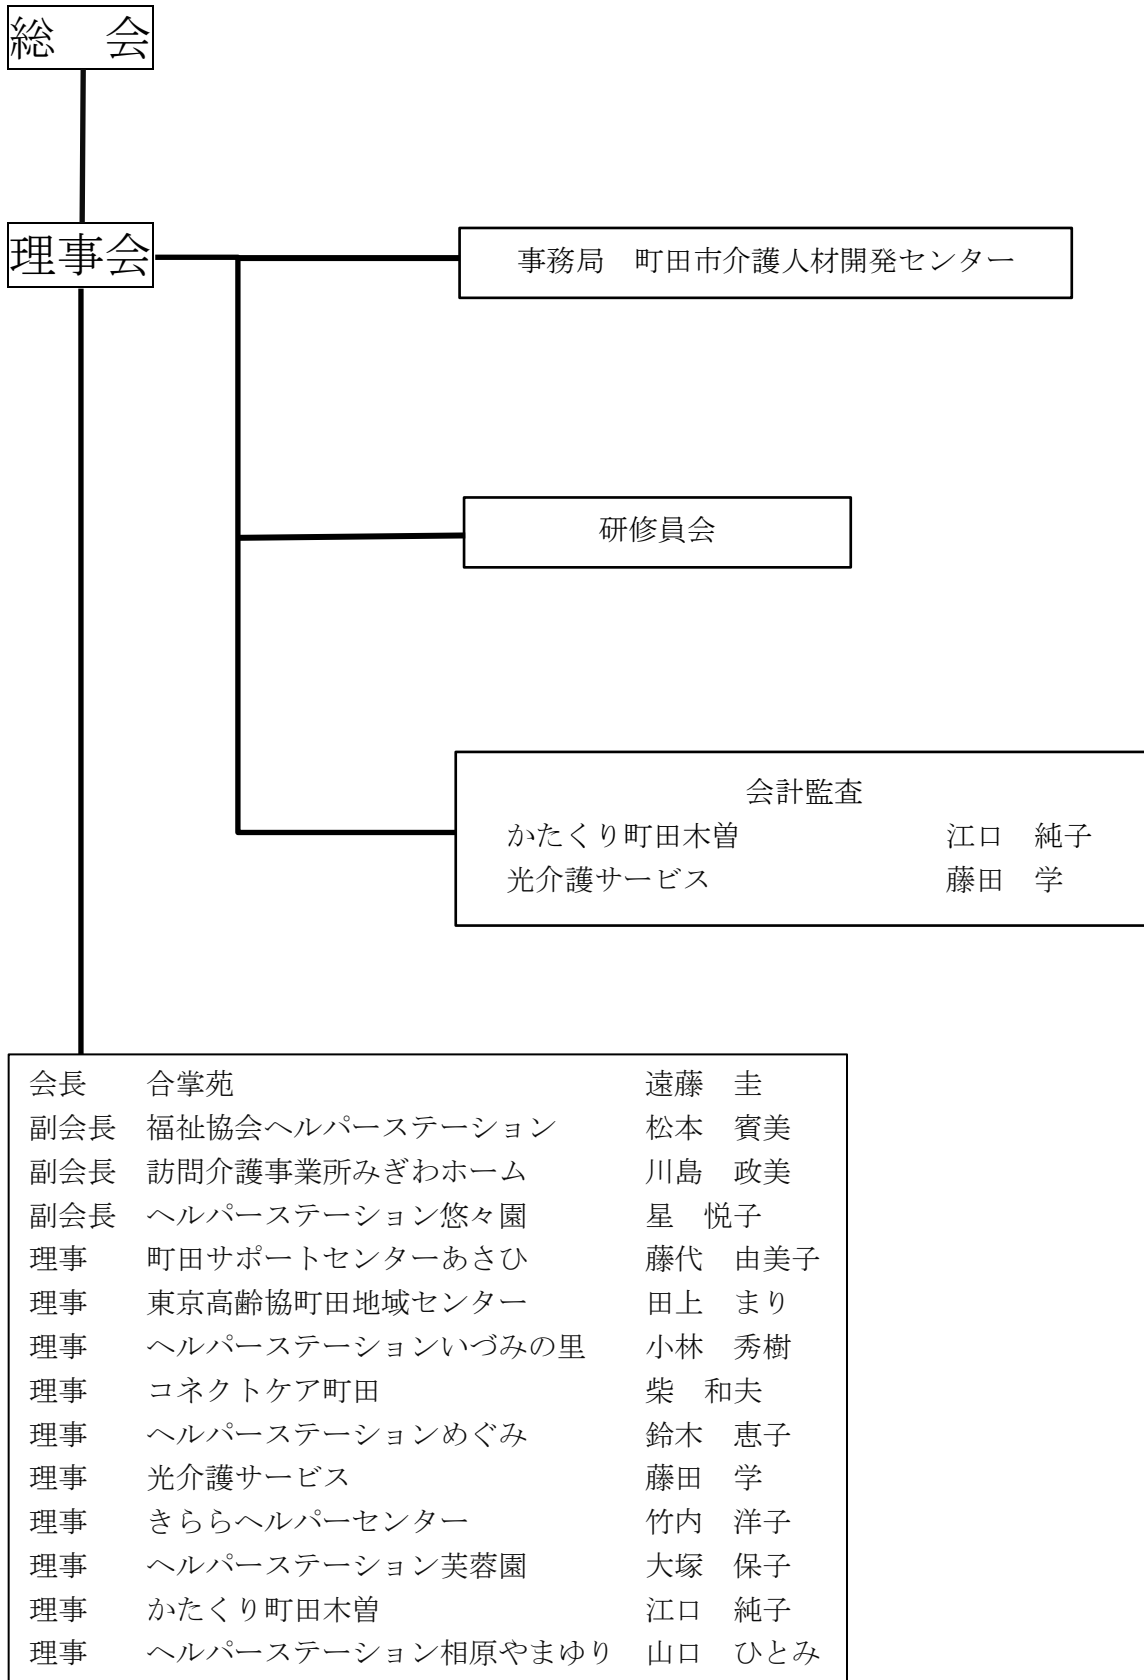 総　会
理事会
事務局　町田市介護人材開発センター
研修員会
会計監査
かたくり町田木曽　江口　純子
光介護サービス　藤田　学
会長　合掌苑　遠藤　圭
副会長　福祉協会ヘルパーステーション　松本　賓美
副会長　訪問介護事業所みぎわホーム　川島　政美
副会長　ヘルパーステーション悠々園　星　悦子
理事　町田サポートセンターあさひ　藤代　由美子
理事　東京高齢協町田地域センター　田上　まり
理事　ヘルパーステーションいづみの里　小林　秀樹
理事　コネクトケア町田　柴　和夫
理事　ヘルパーステーションめぐみ　鈴木　恵子
理事　光介護サービス　藤田　学
理事　きららヘルパーセンター　竹内　洋子
理事　ヘルパーステーション芙蓉園　大塚　保子
理事　かたくり町田木曽　江口　純子
理事　ヘルパーステーション相原やまゆり　山口　ひとみ